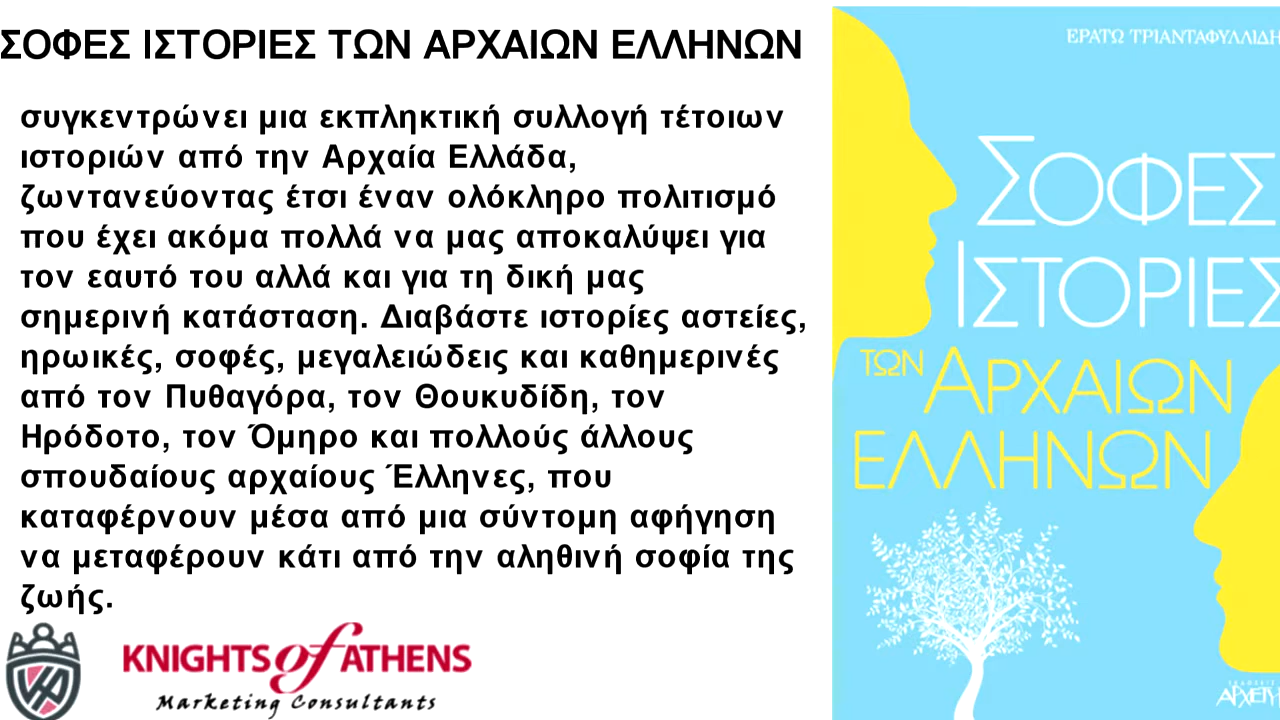 ΣΟΦΕΣ ΙΣΤΟΡΙΕΣ ΤΩΝ ΑΡΧΑΙΩΝ ΕΛΛΗΝΩΝ
συγκεντρώνει μια εκπληκτική συλλογή τέτοιων
ιστοριών από την Αρχαία Ελλάδα,
ζωντανεύοντας έτσι έναν ολόκληρο πολιτισμό
που έχει ακόμα πολλά να μας αποκαλύψει για
τον εαυτό του αλλά και για τη δική μας
σημερινή κατάσταση. Διαβάστε ιστορίες αστείες,
ηρωικές, σοφές, μεγαλειώδεις και καθημερινές
από τον Πυθαγόρα, τον Θουκυδίδη, τον
Ηρόδοτο, τον Όμηρο και πολλούς άλλους
σπουδαίους αρχαίους Έλληνες, που
καταφέρνουν μέσα από μια σύντομη αφήγηση
να μεταφέρουν κάτι από την αληθινή σοφία της
ζωής.
KNIGHTS of ATHENS
Marketing Consultants
ΕΡΑΤΩ ΤΡΙΑΝΤΑΦΥΛΛΙΔΗ
ΣΟΦΕΣ
ΙΣΤΟΡΙΕΣ
ΤΩΝ ΑΡΧΑΙΩΝ
ΕΛΛΗΝΩΝ